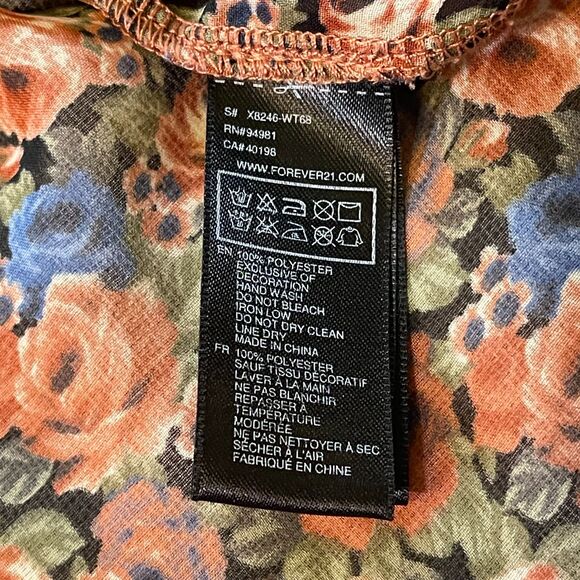 S# X8246-WT68
RN#94981
CA#40198
WWW.FOREVER21.COM
EN 100% POLYESTER
EXCLUSIVE OF
DECORATION
HAND WASH
DO NOT BLEACH
IRON LOW
DO NOT DRY CLEAN
LINE DRY
MADE IN CHINA
FR 100% POLYESTER
SAUF TISSU DÉCORATIF
LAVER À LA MAIN
NE PAS BLANCHIR
REPASSER À
TEMPÉRATURE
MODÉRÉE
NE PAS NETTOYER À SEC
SÉCHER À L'AIR
FABRIQUÉ EN CHINE